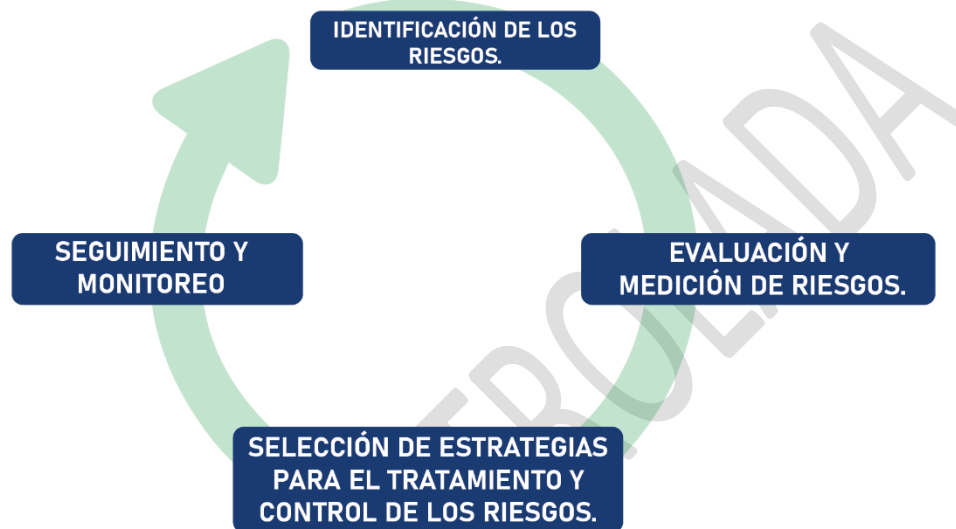 IDENTIFICACIÓN DE LOS
RIESGOS.
EVALUACIÓN Y
MEDICIÓN DE RIESGOS.
SELECCIÓN DE ESTRATEGIAS
PARA EL TRATAMIENTO Y
CONTROL DE LOS RIESGOS.
SEGUIMIENTO Y
MONITOREO